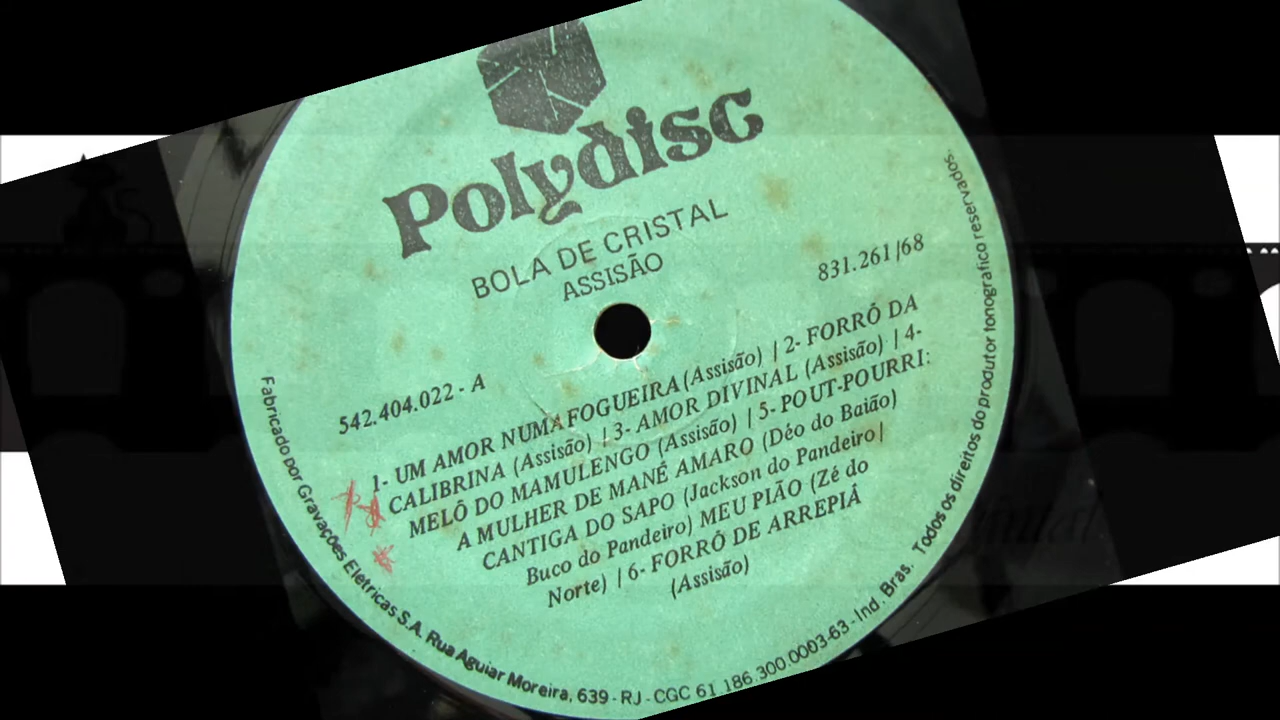 Polydisc
BOLA DE CRISTAL
ASSISÃO
831.261/68
542.404.022 - A
1- UM AMOR NUMA FOGUEIRA (Assisão) | 2- FORRÓ DA
CALIBRINA (Assisão) | 3- AMOR DIVINAL (Assisão) | 4-
MELÔ DO MAMULENGO (Assisão) | 5- POUT-POURRI:
A MULHER DE MANÉ AMARO (Déo do Baião)
CANTIGA DO SAPO (Jackson do Pandeiro|
Buco do Pandeiro) MEU PIÃO (Zé do
Norte) | 6- FORRÓ DE ARREPIÁ
(Assisão)
Fabricado por Gravações Elétricas S.A. Rua Aguiar Moreira, 639 - RJ - CGC 61.186.300.0003-63 - Ind. Bras. Todos os direitos do produtor fonografico reservados.